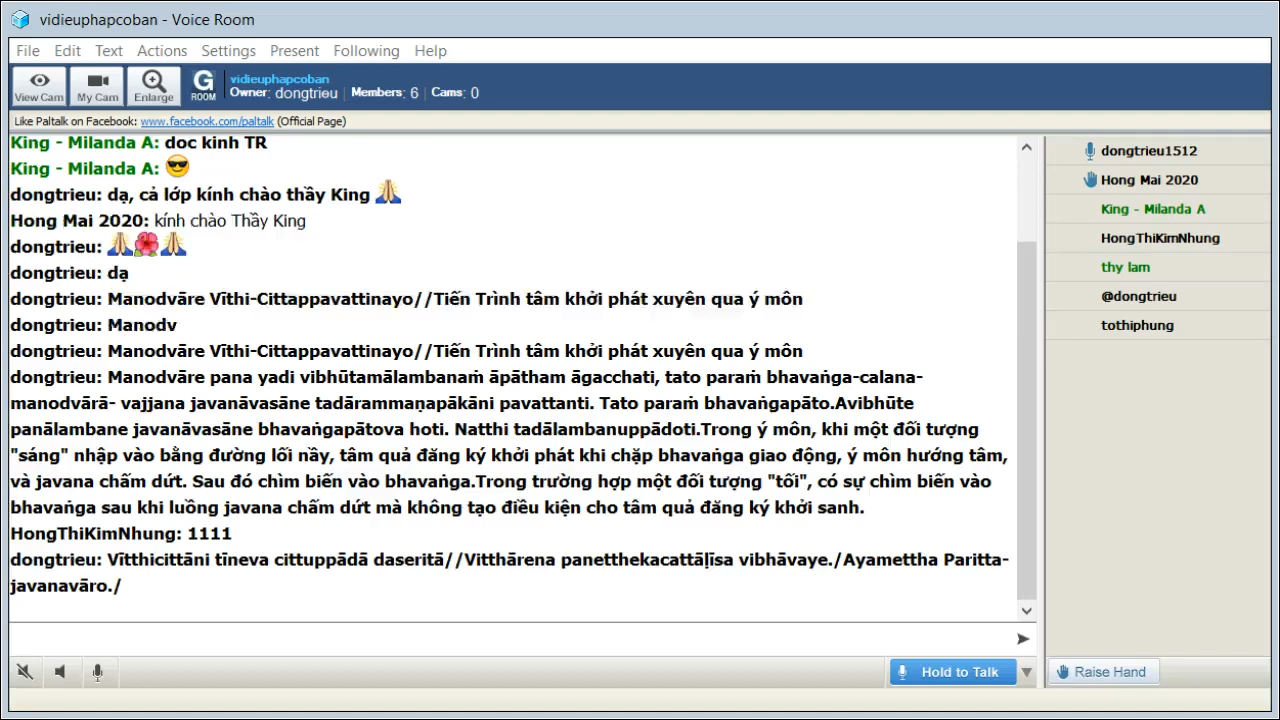 vidieuphapcoban - Voice Room
File Edit Text Actions Settings Present Following Help
View Cam My Cam Enlarge G ROOM
vidieuphapcoban
Owner: dongtrieu Members: 6 Cams: 0
Like Paltalk on Facebook: www.facebook.com/paltalk (Official Page)
King - Milanda A: doc kinh TR
King - Milanda A: 😎
dongtrieu: dạ, cả lớp kính chào thầy King 🙏
Hong Mai 2020: kính chào Thầy King
dongtrieu: 🙏🌺🙏
dongtrieu: dạ
dongtrieu: Manodvāre Vīthi-Cittappavattinayo//Tiến Trình tâm khởi phát xuyên qua ý môn
dongtrieu: Manodv
dongtrieu: Manodvāre Vīthi-Cittappavattinayo//Tiến Trình tâm khởi phát xuyên qua ý môn
dongtrieu: Manodvāre pana yadi vibhūtamālambanaṁ āpātham āgacchati, tato paraṁ bhavaṅga-calana-
manodvārā- vajjana javanāvasāne tadārammaṇapākāni pavattanti. Tato paraṁ bhavaṅgapāto.Avibhūte
panālambane javanāvasāne bhavaṅgapātova hoti. Natthi tadālambanuppādoti.Trong ý môn, khi một đối tượng
"sáng" nhập vào bằng đường lối nầy, tâm quả đăng ký khởi phát khi chặp bhavaṅga giao động, ý môn hướng tâm,
và javana chấm dứt. Sau đó chìm biến vào bhavaṅga.Trong trường hợp một đối tượng "tối", có sự chìm biến vào
bhavaṅga sau khi luồng javana chấm dứt mà không tạo điều kiện cho tâm quả đăng ký khởi sanh.
HongThiKimNhung: 1111
dongtrieu: Vītthicittāni tīneva cittuppādā daseritā//Vitthārena panetthekacattāḷīsa vibhāvaye./Ayamettha Paritta-
javanavāro./
Hold to Talk
dongtrieu1512
Hong Mai 2020
King - Milanda A
HongThiKimNhung
thy lam
@dongtrieu
tothiphung
Raise Hand